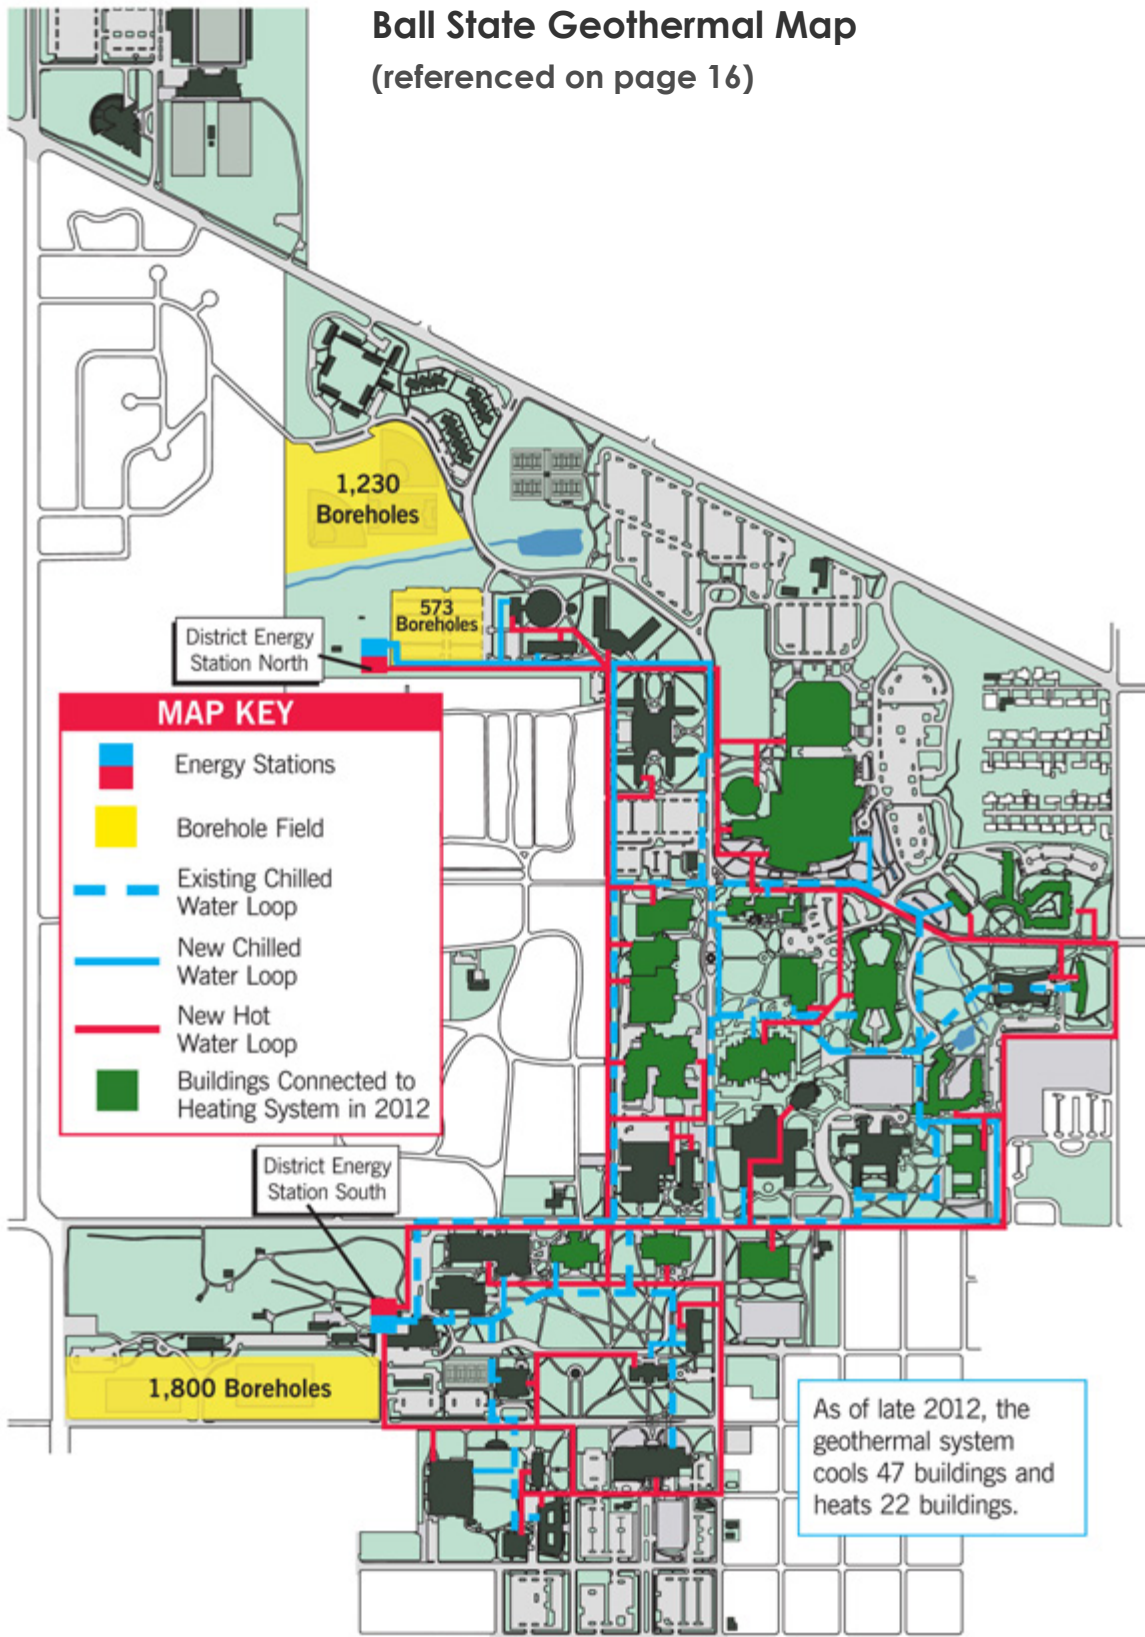 Ball State Geothermal Map
(referenced on page 16)
1,230
Boreholes
573
Boreholes
District Energy
Station North
MAP KEY
Energy Stations
Borehole Field
Existing Chilled
Water Loop
New Chilled
Water Loop
New Hot
Water Loop
Buildings Connected to
Heating System in 2012
District Energy
Station South
1,800 Boreholes
As of late 2012, the
geothermal system
cools 47 buildings and
heats 22 buildings.